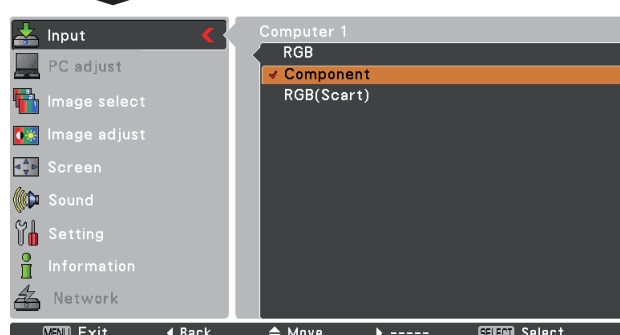 Input
PC adjust
Image select
Image adjust
Screen
Sound
Setting
Information
Network
Computer 1
RGB
Component
RGB(Scart)
MENU Exit ◀ Back Move ▶ ----- SELECT Select